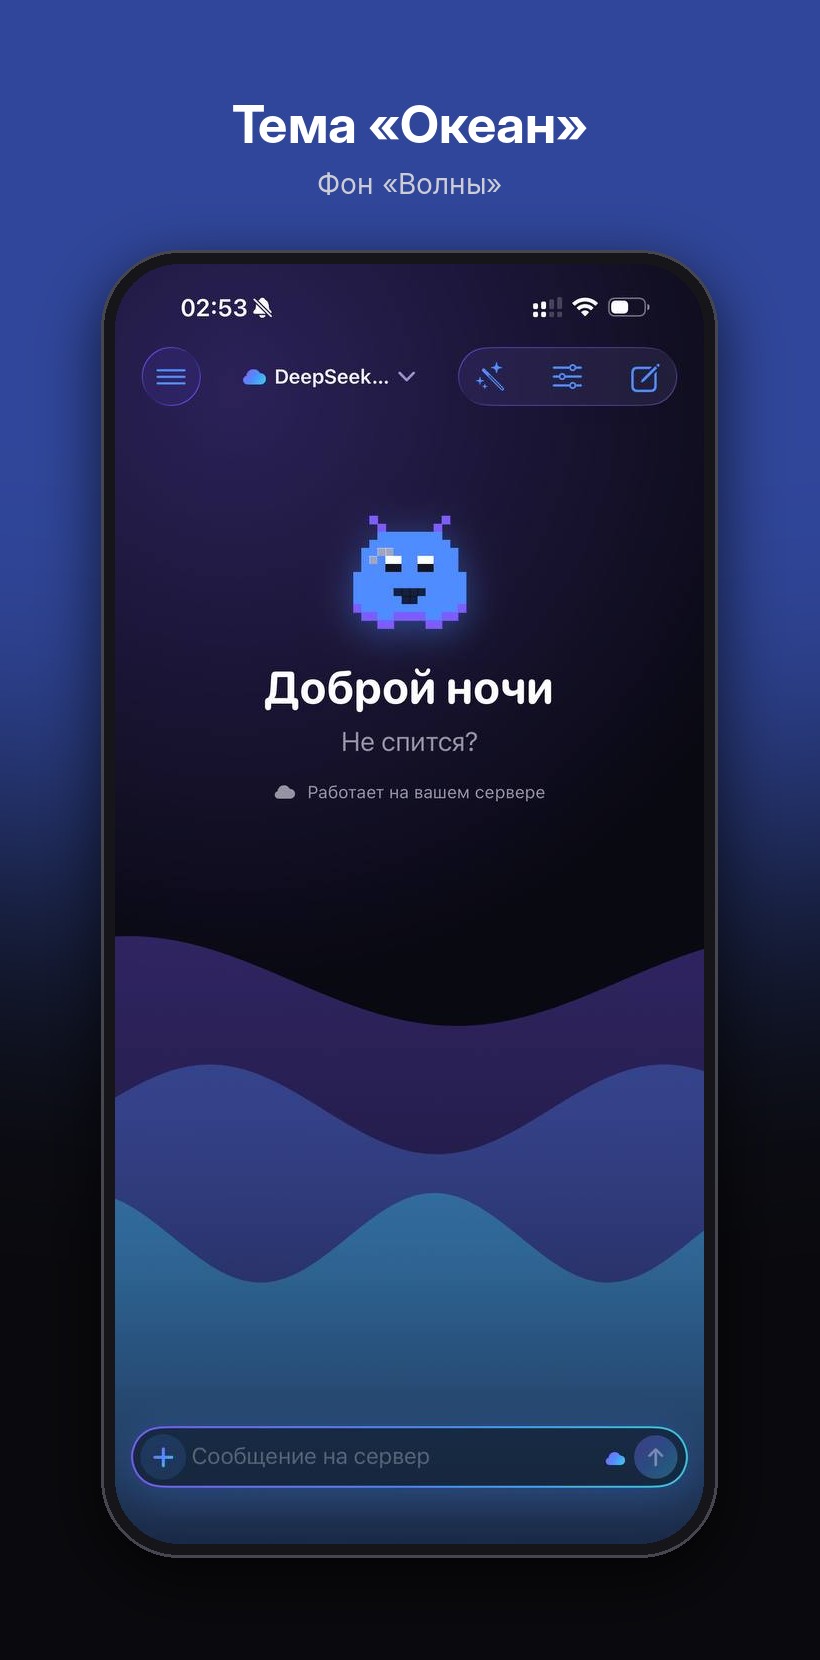 Тема «Океан»
Фон «Волны»
02:53
DeepSeek...
Доброй ночи
Не спится?
Работает на вашем сервере
Сообщение на сервер